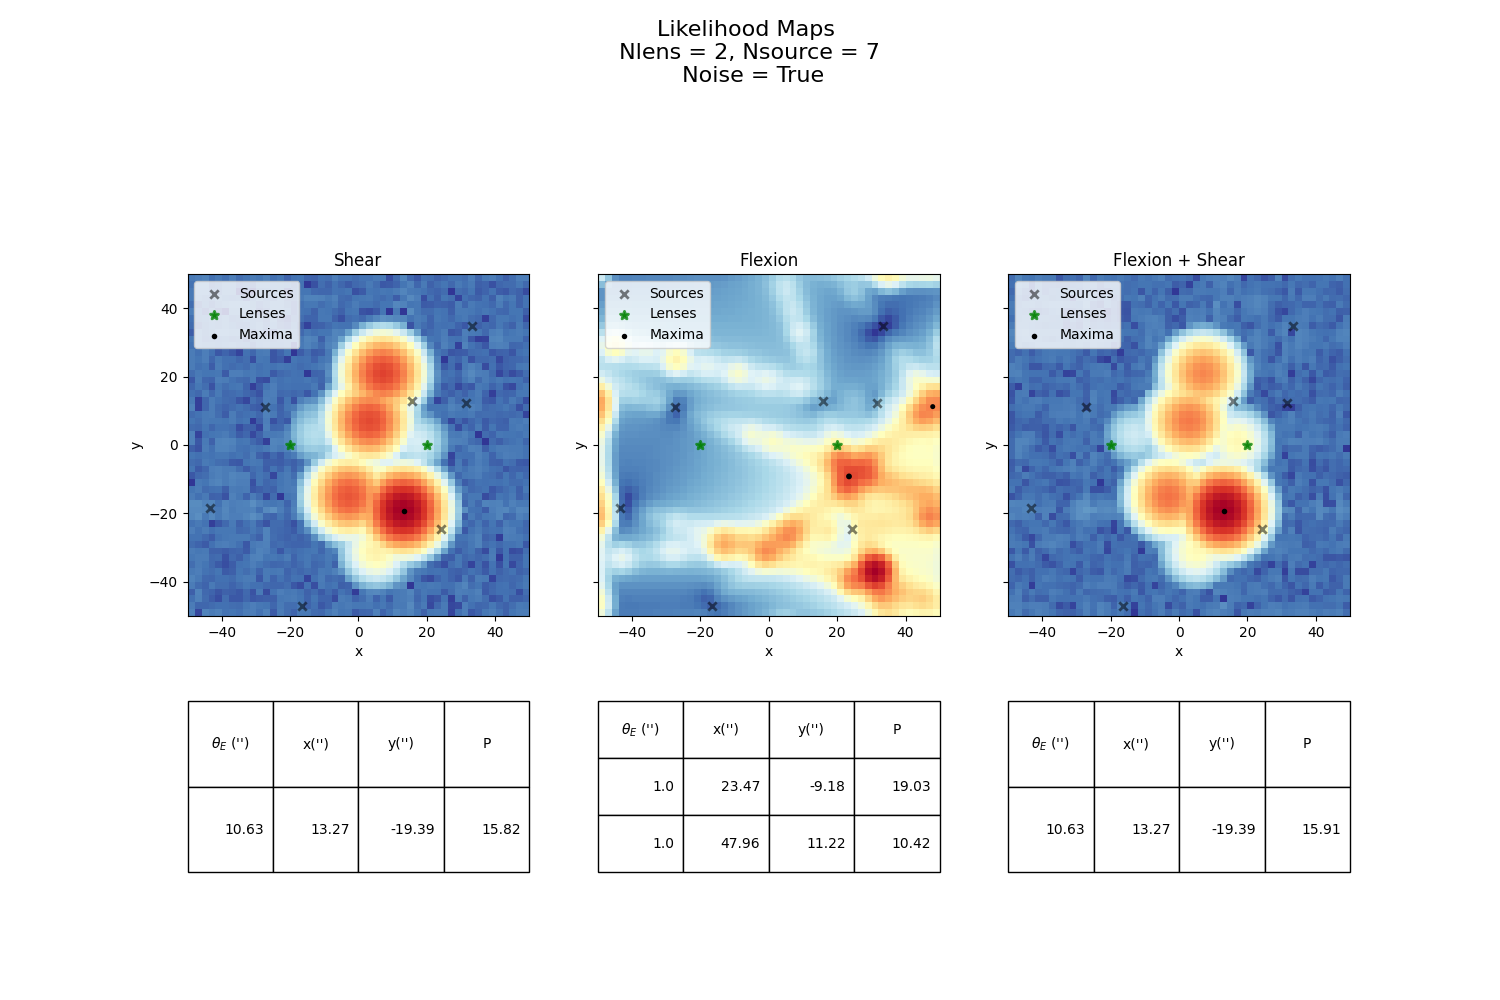 Likelihood Maps
Nlens = 2, Nsource = 7
Noise = True
Shear
Sources
Lenses
Maxima
40
20
0
−20
−40
y
−40 −20 0 20 40
x
Flexion
Sources
Lenses
Maxima
y
−40 −20 0 20 40
x
Flexion + Shear
Sources
Lenses
Maxima
y
−40 −20 0 20 40
x
θE ('') x('') y('') P
10.63 13.27 -19.39 15.82
θE ('') x('') y('') P
1.0 23.47 -9.18 19.03
1.0 47.96 11.22 10.42
θE ('') x('') y('') P
10.63 13.27 -19.39 15.91